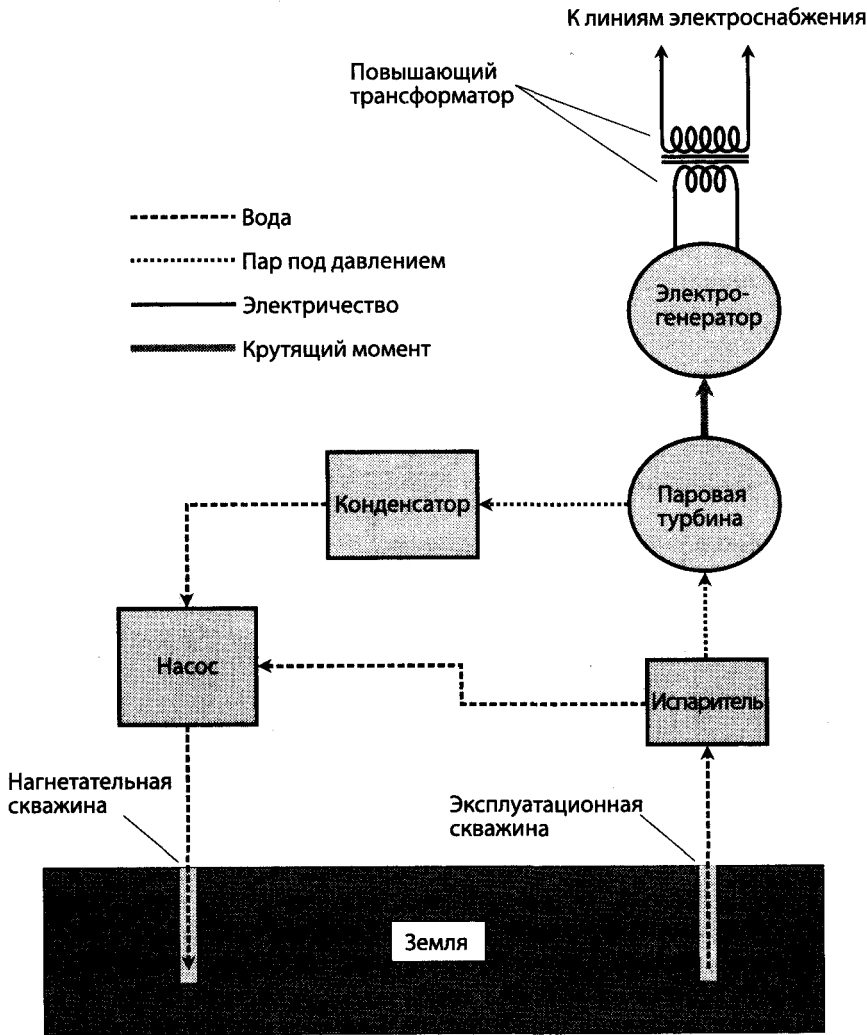 К линиям электроснабжения
Повышающий
трансформатор
Вода
Пар под давлением
Электричество
Крутящий момент
Электро-
генератор
Конденсатор
Паровая
турбина
Насос
Испаритель
Нагнетательная
скважина
Эксплуатационная
скважина
Земля